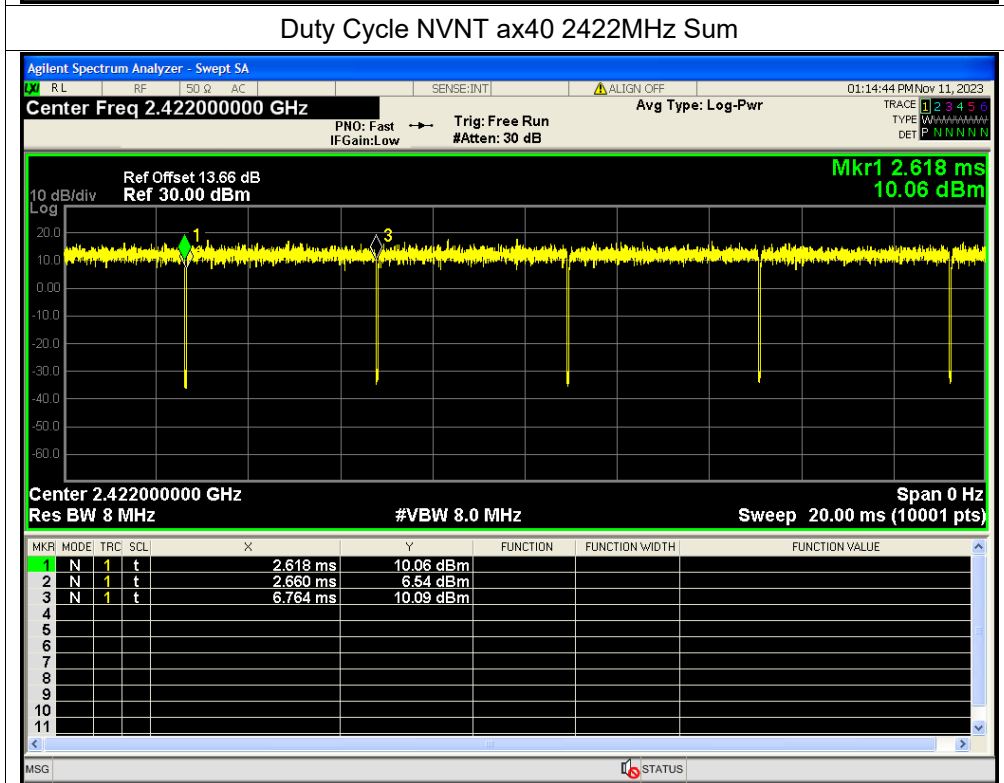 Duty Cycle NVNT ax40 2422MHz Sum
Agilent Spectrum Analyzer - Swept SA
LXI RL RF 50 Ω AC SENSE:INT ALIGN OFF 01:14:44 PM Nov 11, 2023
Center Freq 2.422000000 GHz Avg Type: Log-Pwr TRACE 1 2 3 4 5 6
PNO: Fast Trig: Free Run TYPE
IFGain:Low #Atten: 30 dB DET P N N N N N
Mkr1 2.618 ms
10.06 dBm
Ref Offset 13.66 dB
10 dB/div Ref 30.00 dBm
Log
20.0
10.0
0.00
-10.0
-20.0
-30.0
-40.0
-50.0
-60.0
1
3
Center 2.422000000 GHz Span 0 Hz
Res BW 8 MHz #VBW 8.0 MHz Sweep 20.00 ms (10001 pts)
MKR MODE TRC SCL X Y FUNCTION FUNCTION WIDTH FUNCTION VALUE
1 N 1 t 2.618 ms 10.06 dBm
2 N 1 t 2.660 ms 6.54 dBm
3 N 1 t 6.764 ms 10.09 dBm
4
5
6
7
8
9
10
11
MSG STATUS